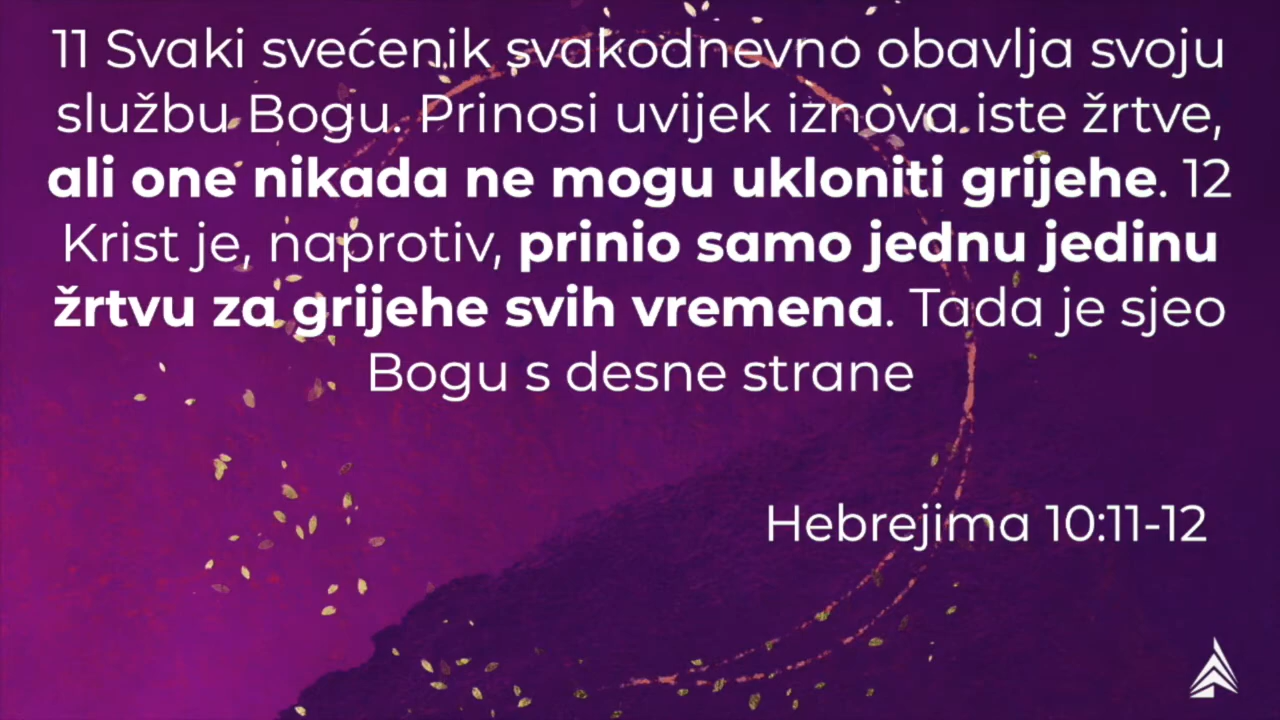 11 Svaki svećenik svakodnevno obavlja svoju
službu Bogu. Prinosi uvijek iznova iste žrtve,
ali one nikada ne mogu ukloniti grijehe. 12
Krist je, naprotiv, prinio samo jednu jedinu
žrtvu za grijehe svih vremena. Tada je sjeo
Bogu s desne strane
Hebrejima 10:11-12